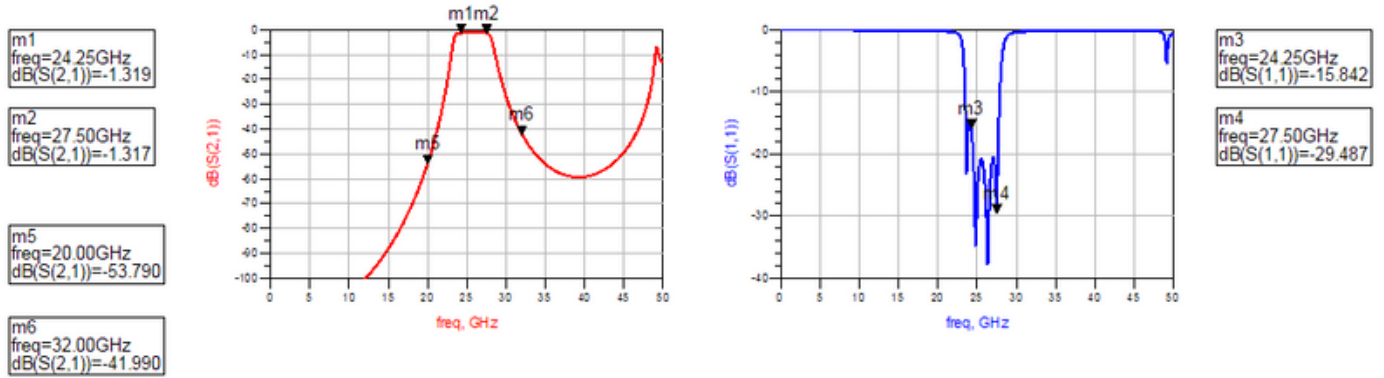 m1
freq=24.25GHz
dB(S(2,1))=-1.319
m2
freq=27.50GHz
dB(S(2,1))=-1.317
m5
freq=20.00GHz
dB(S(2,1))=-53.790
m6
freq=32.00GHz
dB(S(2,1))=-41.990
m1m2
m6
m5
dB(S(2,1))
0
-10
-20
-30
-40
-50
-60
-70
-80
-90
-100
0 5 10 15 20 25 30 35 40 45 50
freq, GHz
m3
m4
dB(S(1,1))
0
-10
-20
-30
-40
0 5 10 15 20 25 30 35 40 45 50
freq, GHz
m3
freq=24.25GHz
dB(S(1,1))=-15.842
m4
freq=27.50GHz
dB(S(1,1))=-29.487